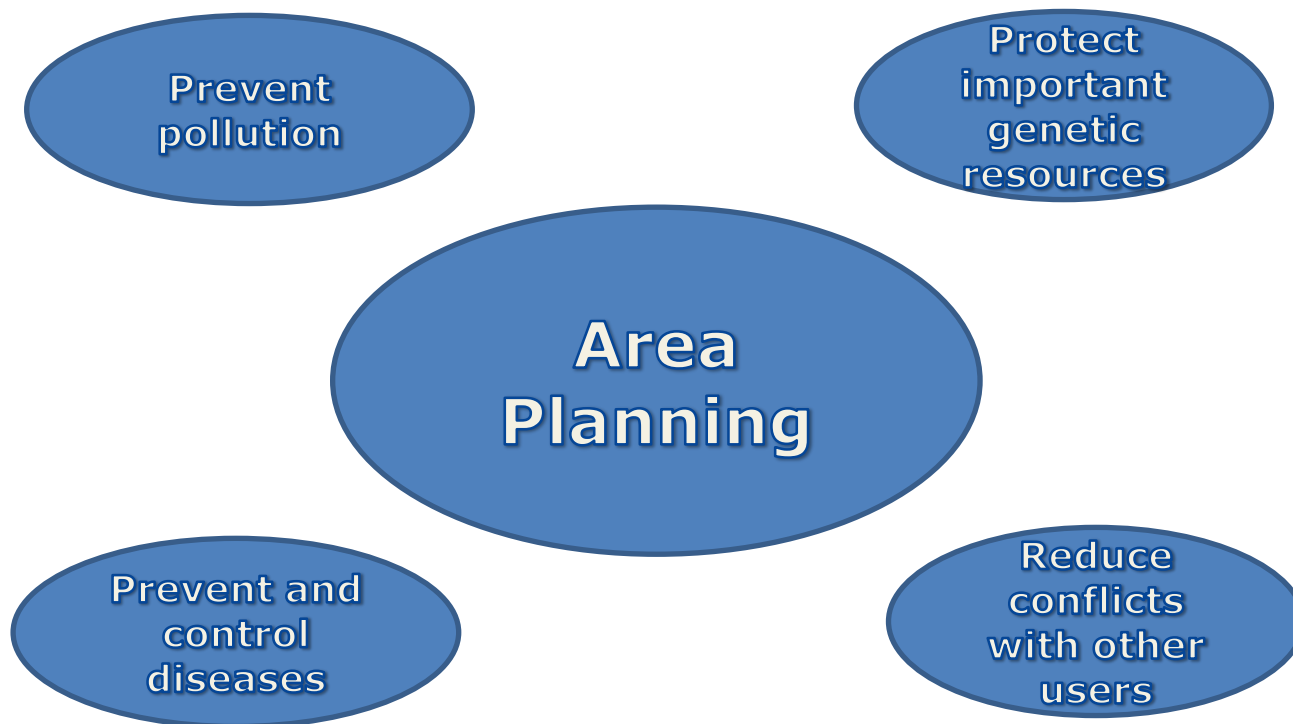 Prevent
pollution
Protect
important
genetic
resources
Area
Planning
Prevent and
control
diseases
Reduce
conflicts
with other
users